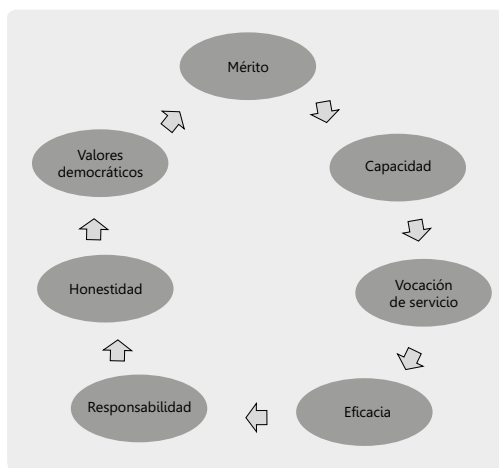 Mérito
Capacidad
Vocación
de servicio
Eficacia
Responsabilidad
Honestidad
Valores
democráticos